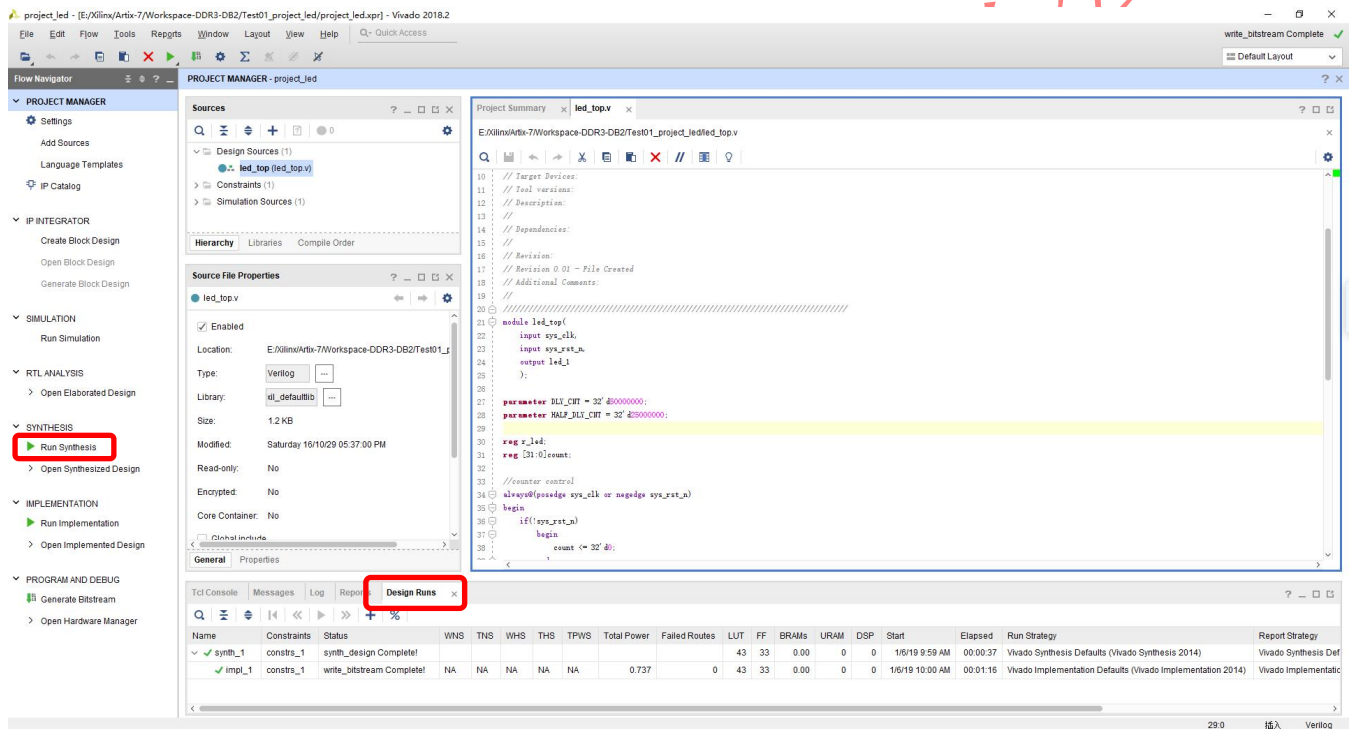 project_led - [E:/Xilinx/Artix-7/Workspace-DDR3-DB2/Test01_project_led/project_led.xpr] - Vivado 2018.2
File Edit Flow Tools Reports Window Layout View Help Q- Quick Access
write_bitstream Complete
Default Layout
Flow Navigator
PROJECT MANAGER - project_led
PROJECT MANAGER
Settings
Add Sources
Language Templates
IP Catalog
IP INTEGRATOR
Create Block Design
Open Block Design
Generate Block Design
SIMULATION
Run Simulation
RTL ANALYSIS
Open Elaborated Design
SYNTHESIS
Run Synthesis
Open Synthesized Design
IMPLEMENTATION
Run Implementation
Open Implemented Design
PROGRAM AND DEBUG
Generate Bitstream
Open Hardware Manager
Sources
0
Design Sources (1)
led_top (led_top.v)
Constraints (1)
Simulation Sources (1)
Hierarchy Libraries Compile Order
Source File Properties
led_top.v
Enabled
Location: E:/Xilinx/Artix-7/Workspace-DDR3-DB2/Test01_p
Type: Verilog ...
Library: xil_defaultlib ...
Size: 1.2 KB
Modified: Saturday 16/10/29 05:37:00 PM
Read-only: No
Encrypted: No
Core Container: No
Global include
General Properties
Project Summary led_top.v
E:/Xilinx/Artix-7/Workspace-DDR3-DB2/Test01_project_led/led_top.v
10 // Target Devices:
11 // Tool versions:
12 // Description:
13 //
14 // Dependencies:
15 //
16 // Revision:
17 // Revision 0.01 - File Created
18 // Additional Comments:
19 //
20 //////////////////////////////////////////////////////////////////////////////////
21 module led_top(
22 input sys_clk,
23 input sys_rst_n,
24 output led_1
25 );
26
27 parameter DLY_CNT = 32'd50000000;
28 parameter HALF_DLY_CNT = 32'd25000000;
29
30 reg r_led;
31 reg [31:0]count;
32
33 //counter control
34 always@(posedge sys_clk or negedge sys_rst_n)
35 begin
36 if(!sys_rst_n)
37 begin
38 count <= 32'd0;
Tcl Console Messages Log Reports Design Runs
Name Constraints Status WNS TNS WHS THS TPWS Total Power Failed Routes LUT FF BRAMs URAM DSP Start Elapsed Run Strategy Report Strategy
synth_1 constrs_1 synth_design Complete! 43 33 0.00 0 0 1/6/19 9:59 AM 00:00:37 Vivado Synthesis Defaults (Vivado Synthesis 2014) Vivado Synthesis Def
impl_1 constrs_1 write_bitstream Complete! NA NA NA NA NA 0.737 0 43 33 0.00 0 0 1/6/19 10:00 AM 00:01:16 Vivado Implementation Defaults (Vivado Implementation 2014) Vivado Implementatic
29:0 插入 Verilog